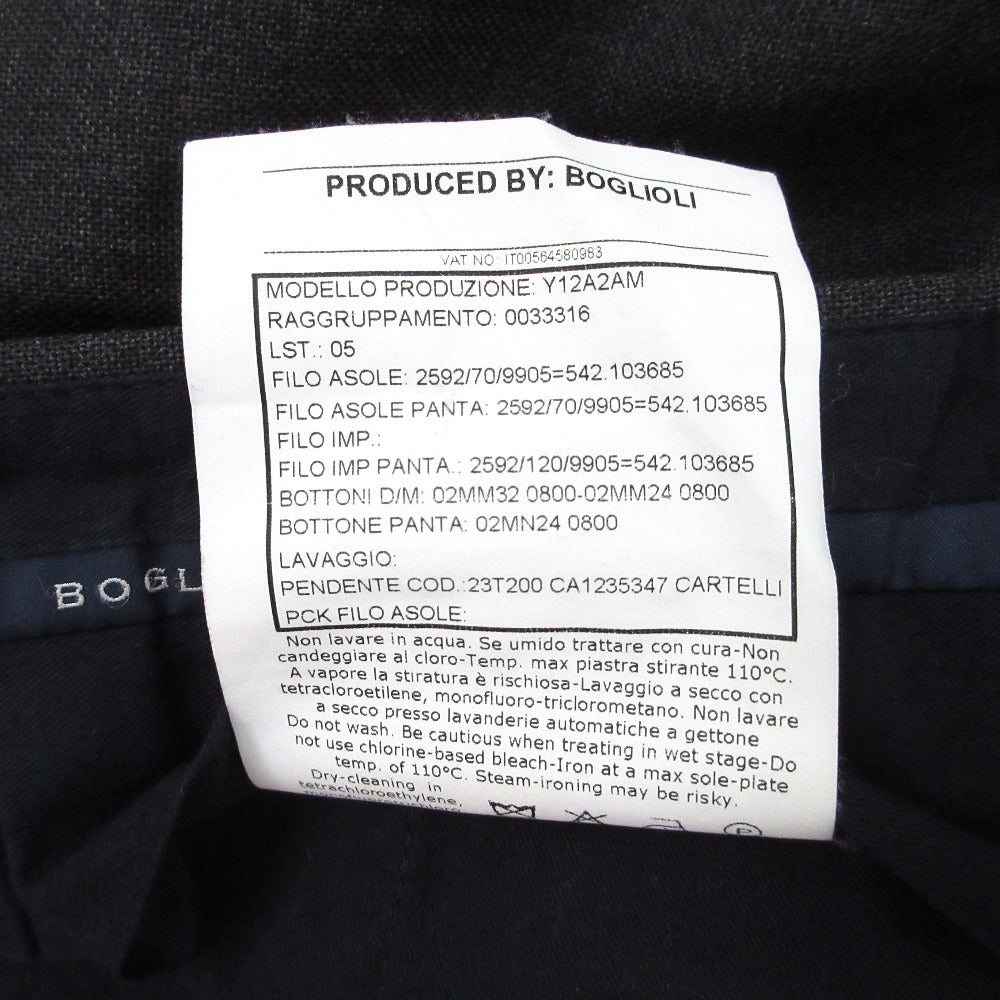 PRODUCED BY: BOGLIOLI
VAT NO: IT00564580983
MODELLO PRODUZIONE: Y12A2AM
RAGGRUPPAMENTO: 0033316
LST.: 05
FILO ASOLE: 2592/70/9905=542.103685
FILO ASOLE PANTA: 2592/70/9905=542.103685
FILO IMP.:
FILO IMP PANTA.: 2592/120/9905=542.103685
BOTTONI D/M: 02MM32 0800-02MM24 0800
BOTTONE PANTA: 02MN24 0800
LAVAGGIO:
PENDENTE COD.:23T200 CA1235347 CARTELLI
PCK FILO ASOLE:
Non lavare in acqua. Se umido trattare con cura-Non
candeggiare al cloro-Temp. max piastra stirante 110°C.
A vapore la stiratura è rischiosa-Lavaggio a secco con
tetracloroetilene, monofluoro-triclorometano. Non lavare
a secco presso lavanderie automatiche a gettone
Do not wash. Be cautious when treating in wet stage-Do
not use chlorine-based bleach-Iron at a max sole-plate
temp. of 110°C. Steam-ironing may be risky.
Dry-cleaning in
tetrachloroethylene,
P
BOGL